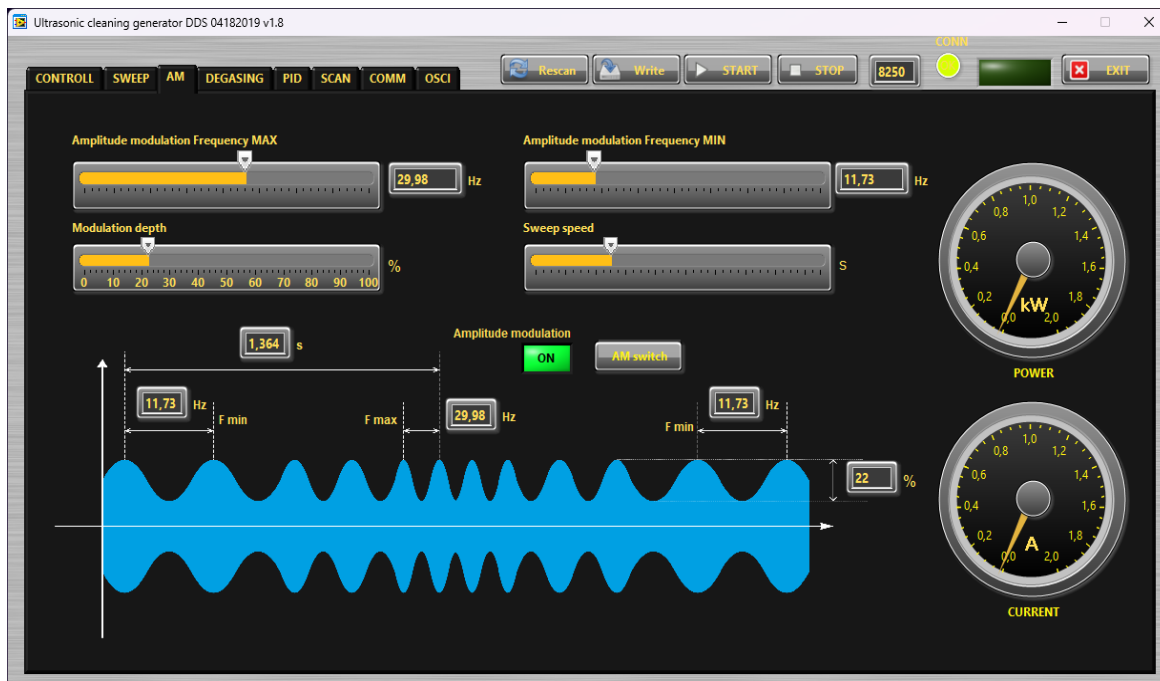 Ultrasonic cleaning generator DDS 04182019 v1.8
CONN
CONTROLL SWEEP AM DEGASING PID SCAN COMM OSCI
Rescan Write START STOP 8250 EXIT
Amplitude modulation Frequency MAX
29,98 Hz
Amplitude modulation Frequency MIN
11,73 Hz
Modulation depth
0 10 20 30 40 50 60 70 80 90 100 %
Sweep speed
S
1,364 s
Amplitude modulation
ON
AM switch
11,73 Hz
F min
F max
29,98 Hz
11,73 Hz
F min
22 %
0,0 0,2 0,4 0,6 0,8 1,0 1,2 1,4 1,6 1,8 2,0
kW
POWER
0,0 0,2 0,4 0,6 0,8 1,0 1,2 1,4 1,6 1,8 2,0
A
CURRENT